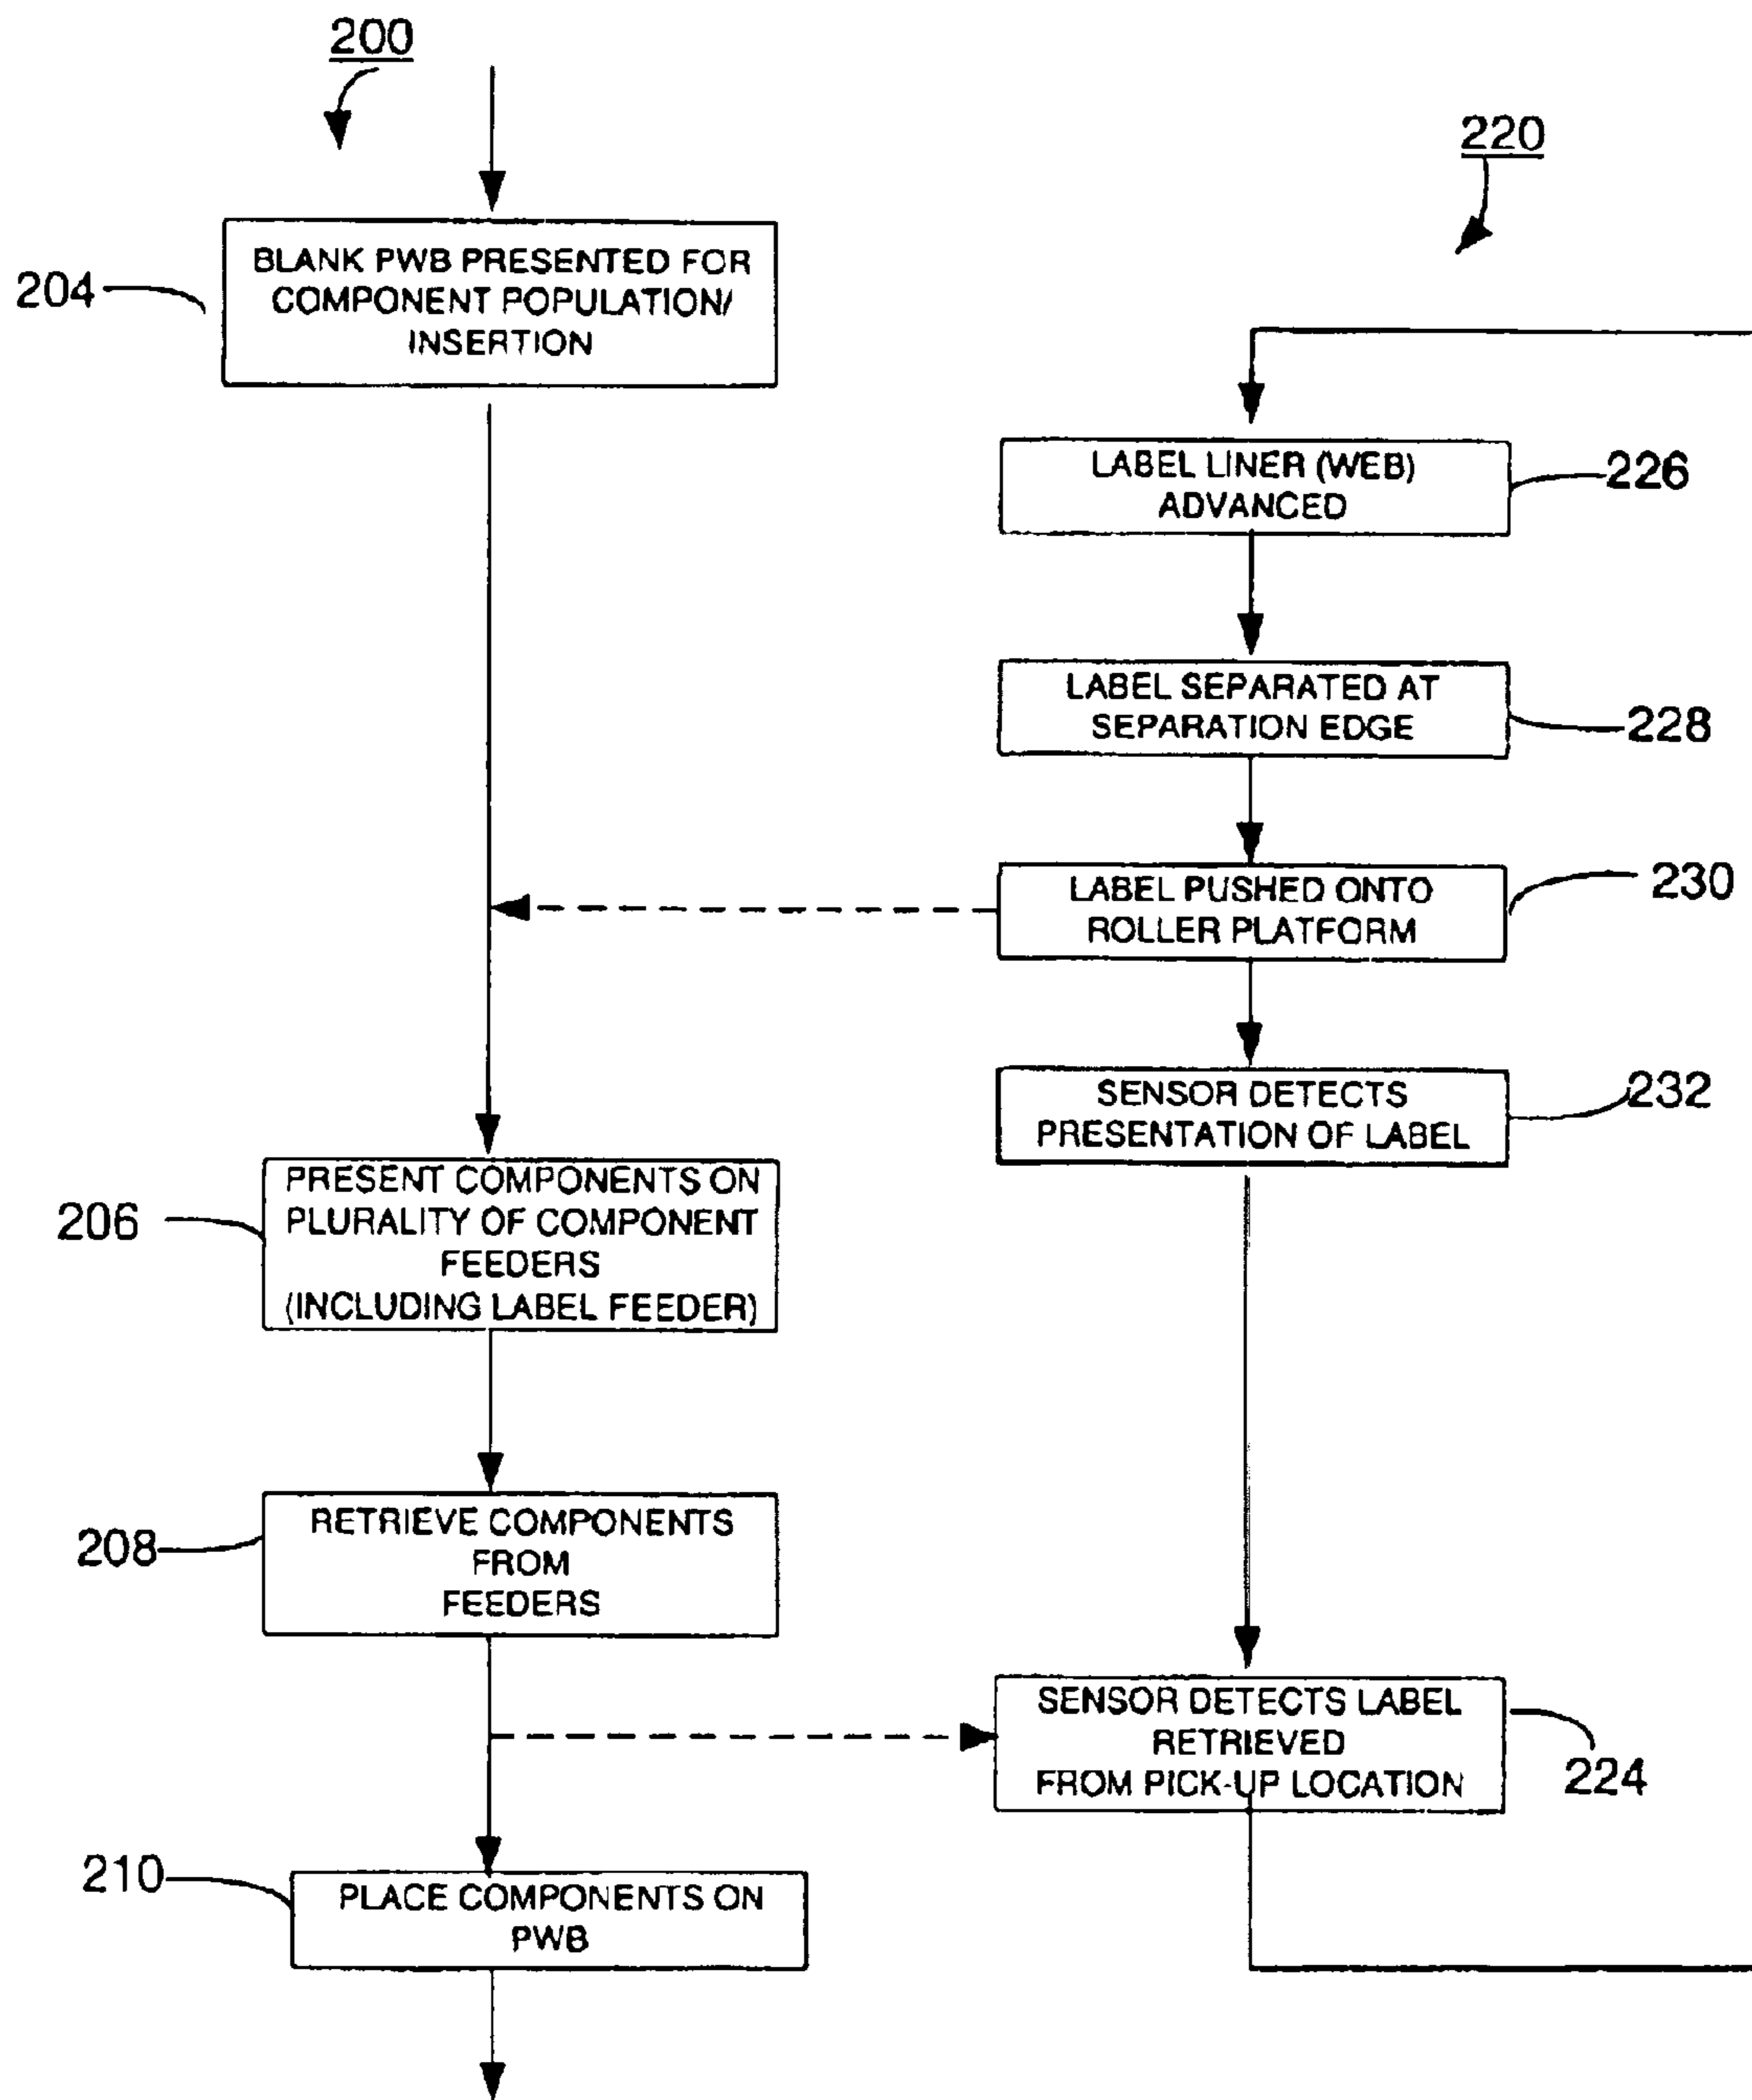 200
220
204
BLANK PWB PRESENTED FOR
COMPONENT POPULATION/
INSERTION
LABEL LINER (WEB)
ADVANCED
226
LABEL SEPARATED AT
SEPARATION EDGE
228
LABEL PUSHED ONTO
ROLLER PLATFORM
230
SENSOR DETECTS
PRESENTATION OF LABEL
232
206
PRESENT COMPONENTS ON
PLURALITY OF COMPONENT
FEEDERS
(INCLUDING LABEL FEEDER)
208
RETRIEVE COMPONENTS
FROM
FEEDERS
SENSOR DETECTS LABEL
RETRIEVED
FROM PICK-UP LOCATION
224
210
PLACE COMPONENTS ON
PWB